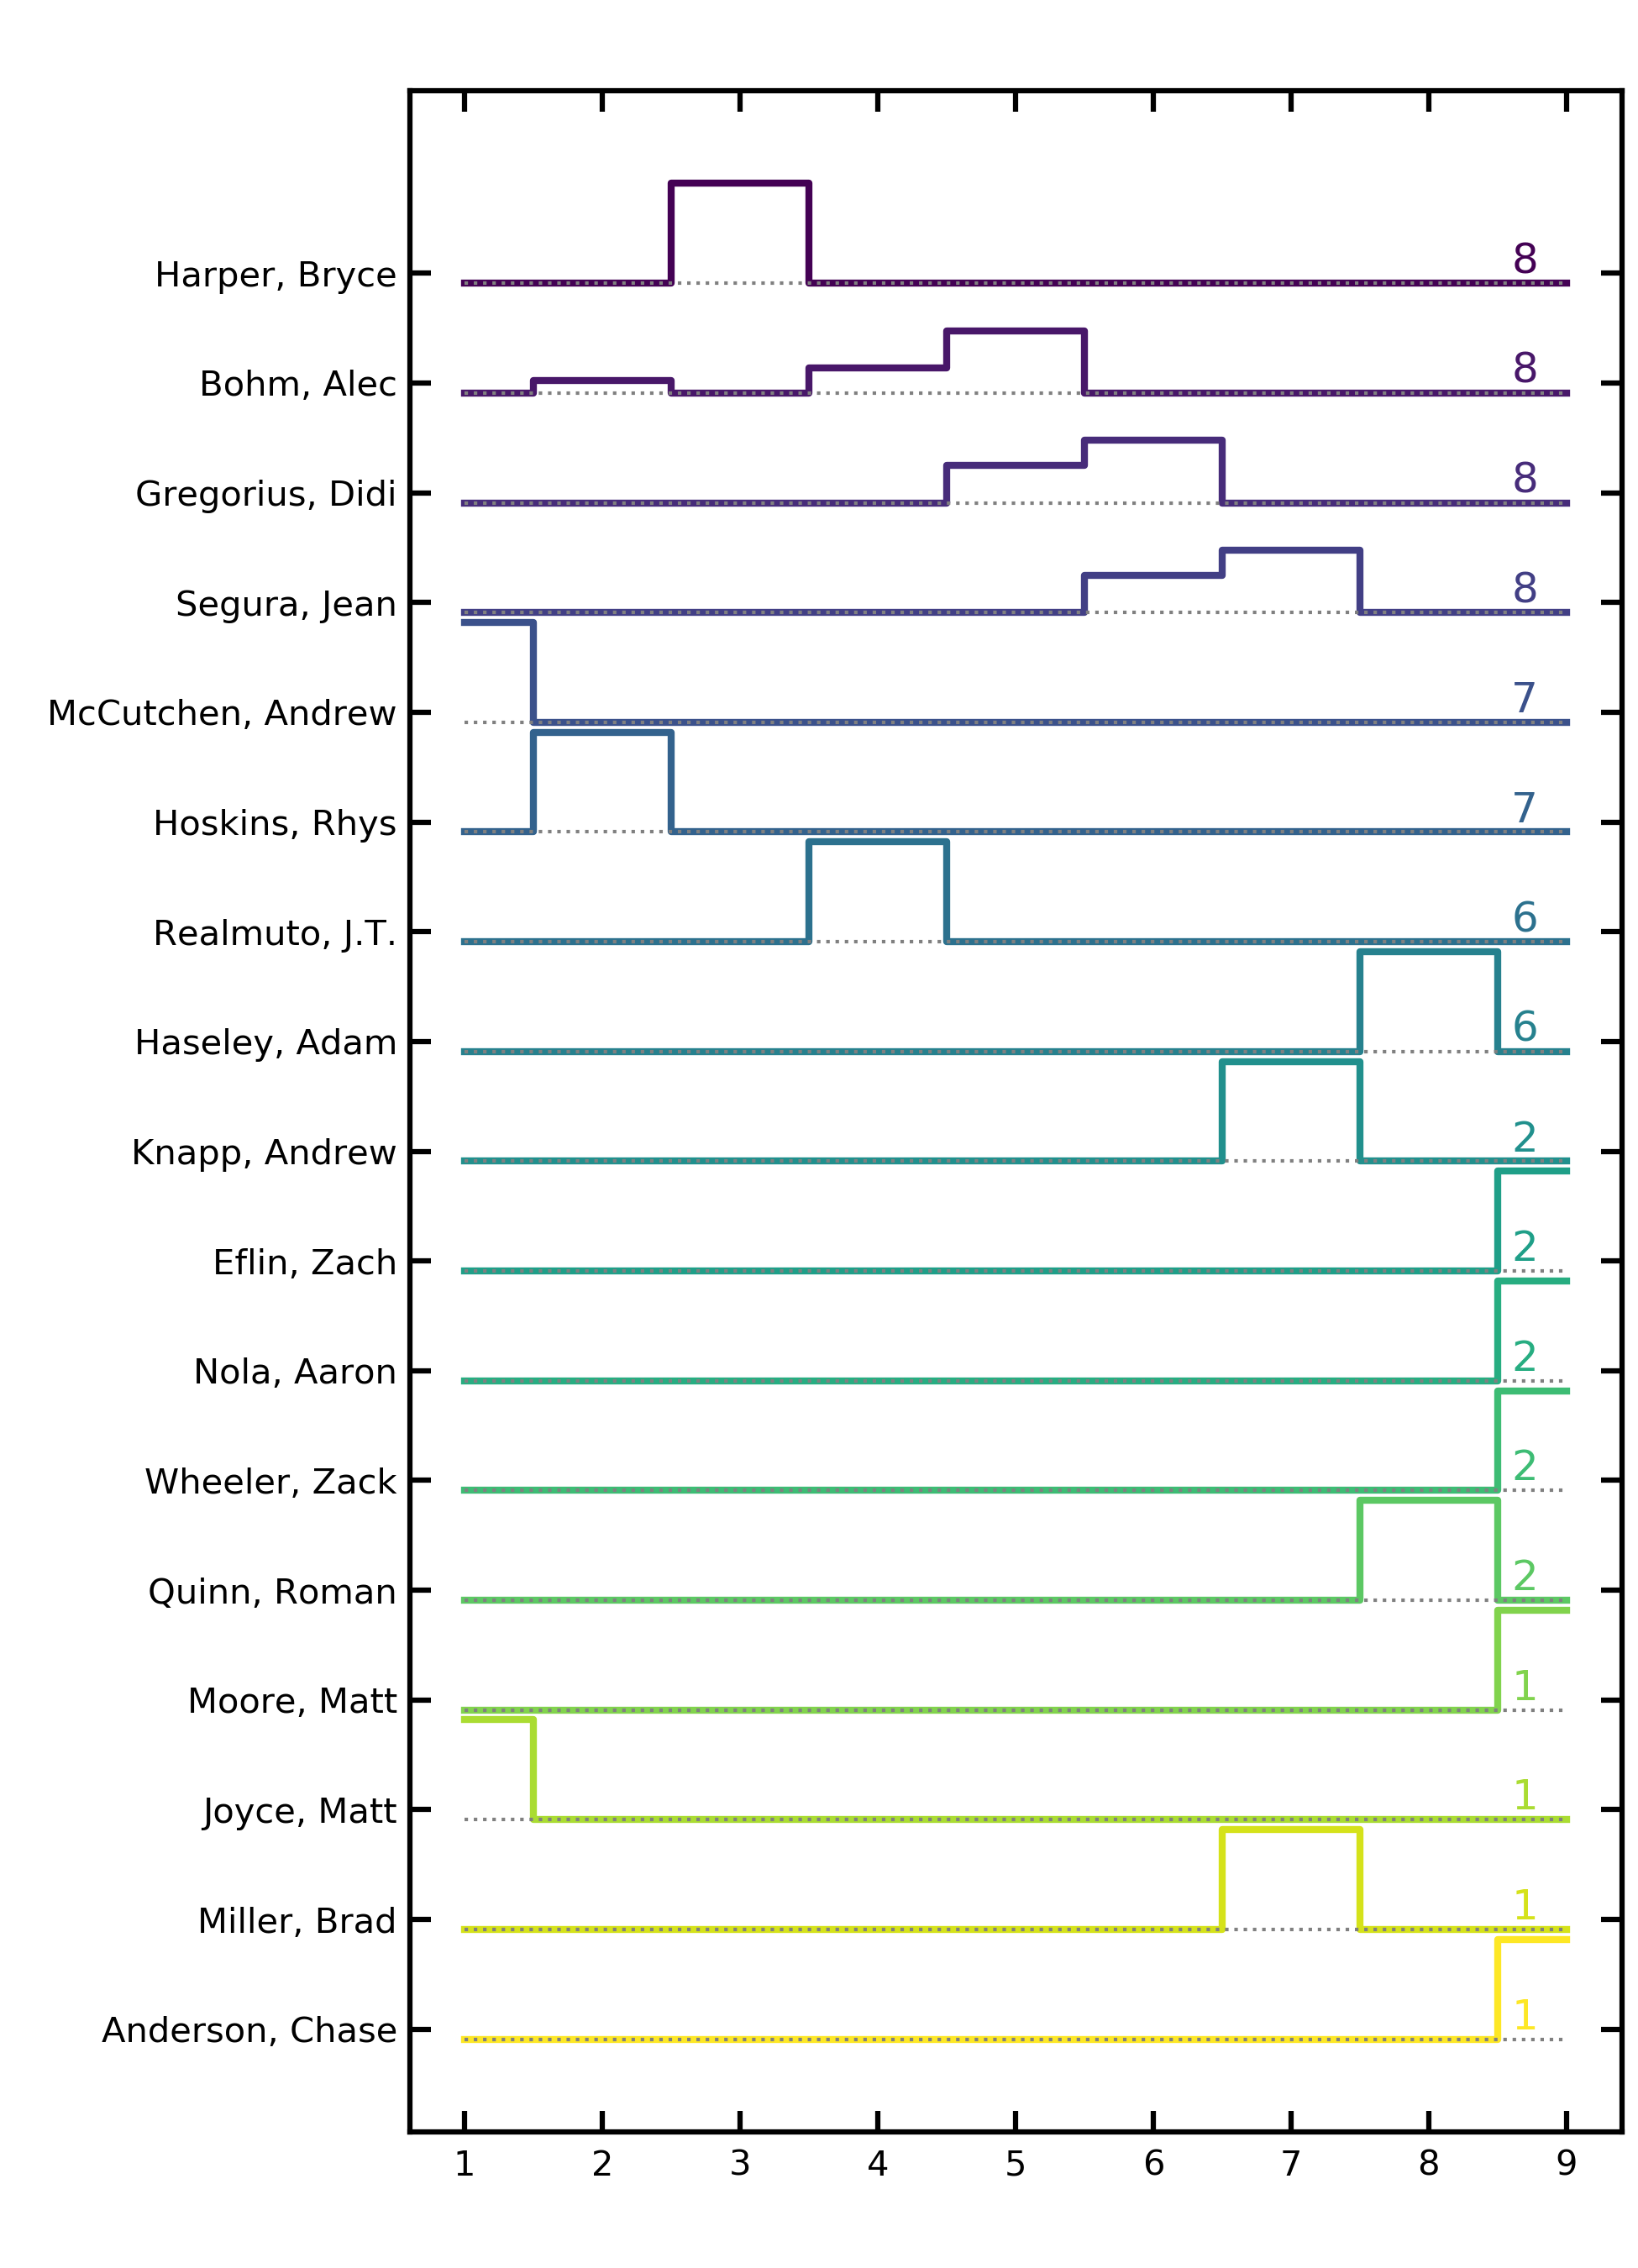 Harper, Bryce 8
Bohm, Alec 8
Gregorius, Didi 8
Segura, Jean 8
McCutchen, Andrew 7
Hoskins, Rhys 7
Realmuto, J.T. 6
Haseley, Adam 6
Knapp, Andrew 2
Eflin, Zach 2
Nola, Aaron 2
Wheeler, Zack 2
Quinn, Roman 2
Moore, Matt 1
Joyce, Matt 1
Miller, Brad 1
Anderson, Chase 1
1 2 3 4 5 6 7 8 9